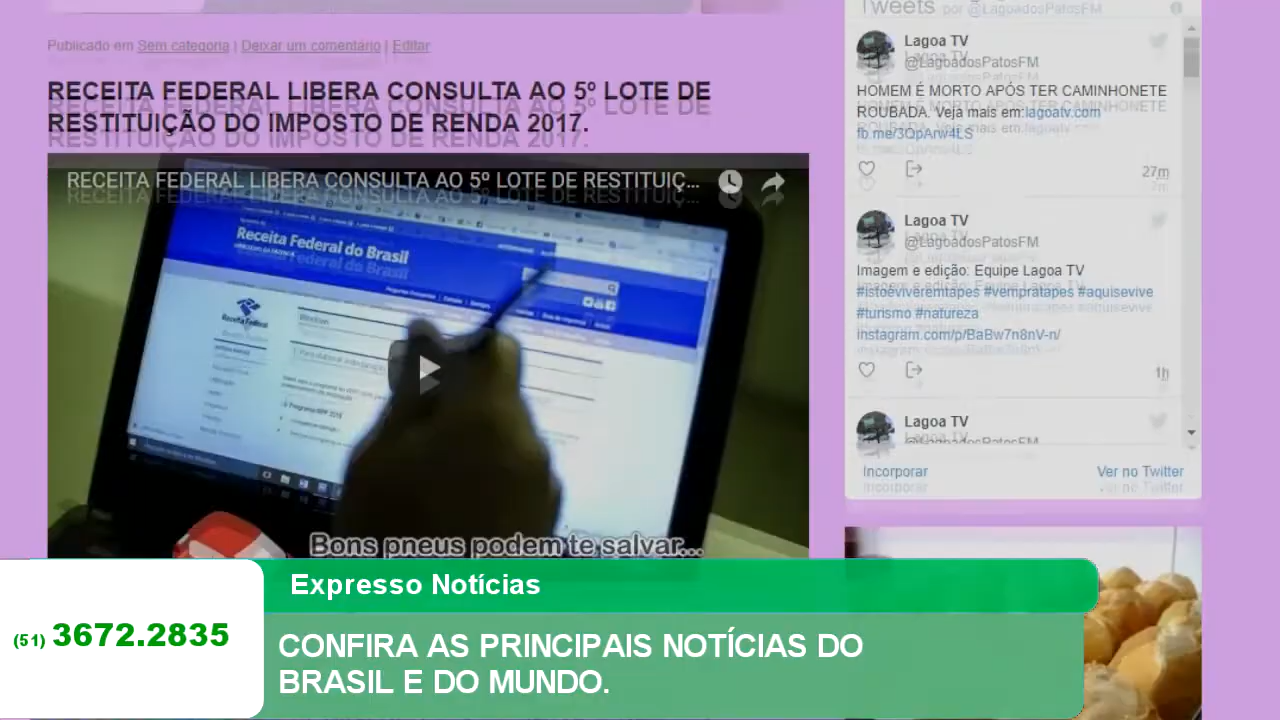 Tweets por @LagoadosPatosFM
Publicado em Sem categoria | Deixar um comentário | Editar
RECEITA FEDERAL LIBERA CONSULTA AO 5º LOTE DE
RESTITUIÇÃO DO IMPOSTO DE RENDA 2017.
RECEITA FEDERAL LIBERA CONSULTA AO 5º LOTE DE RESTITUIÇ...
Receita Federal do Brasil
Receita Federal
Bons pneus podem te salvar...
Lagoa TV
@LagoadosPatosFM
HOMEM É MORTO APÓS TER CAMINHONETE
ROUBADA. Veja mais em:lagoatv.com
fb.me/3QpArw4LS
27m
Lagoa TV
@LagoadosPatosFM
Imagem e edição: Equipe Lagoa TV
#istoeviveremtapes #vempratapes #aquisevive
#turismo #natureza
instagram.com/p/BaBw7n8nV-n/
1h
Lagoa TV
@LagoadosPatosFM
Incorporar
Ver no Twitter
Expresso Notícias
(51) 3672.2835
CONFIRA AS PRINCIPAIS NOTÍCIAS DO
BRASIL E DO MUNDO.